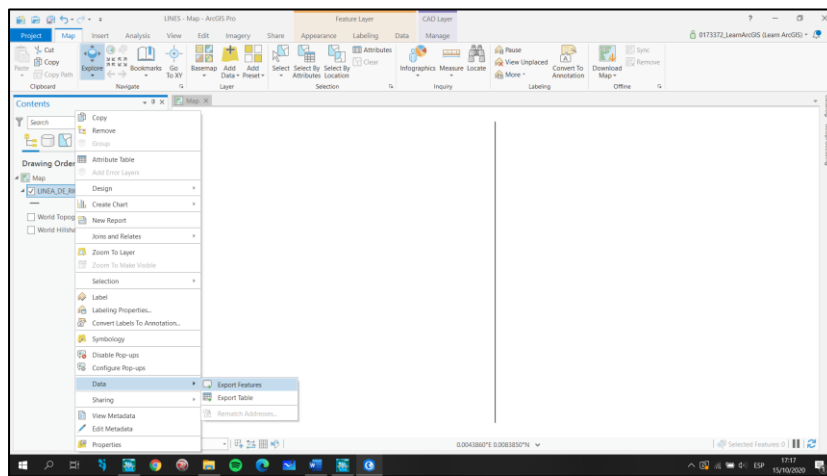 LINES - Map - ArcGIS Pro
Feature Layer
CAD Layer
Project Map Insert Analysis View Edit Imagery Share Appearance Labeling Data Manage
0173372_LearnArcGIS (Learn ArcGIS)
Cut
Copy
Paste
Copy Path
Clipboard
Explore
Bookmarks
Go To XY
Navigate
Basemap
Add Data
Add Preset
Layer
Select
Select By Attributes
Select By Location
Attributes
Clear
Selection
Infographics
Measure
Locate
Inquiry
Pause
View Unplaced
More
Convert To Annotation
Labeling
Download Map
Sync
Remove
Offline
Contents
Map
Search
Drawing Order
Map
World Topog
World Hillsha
Copy
Remove
Group
Attribute Table
Add Error Layers
Design
Create Chart
New Report
Joins and Relates
Zoom To Layer
Zoom To Make Visible
Selection
Label
Labeling Properties...
Convert Labels To Annotation...
Symbology
Disable Pop-ups
Configure Pop-ups
Data
Export Features
Export Table
Rematch Addresses...
Sharing
View Metadata
Edit Metadata
Properties
0.0043860°E 0.0083850°N
Selected Features: 0
ESP
17:17
15/10/2020